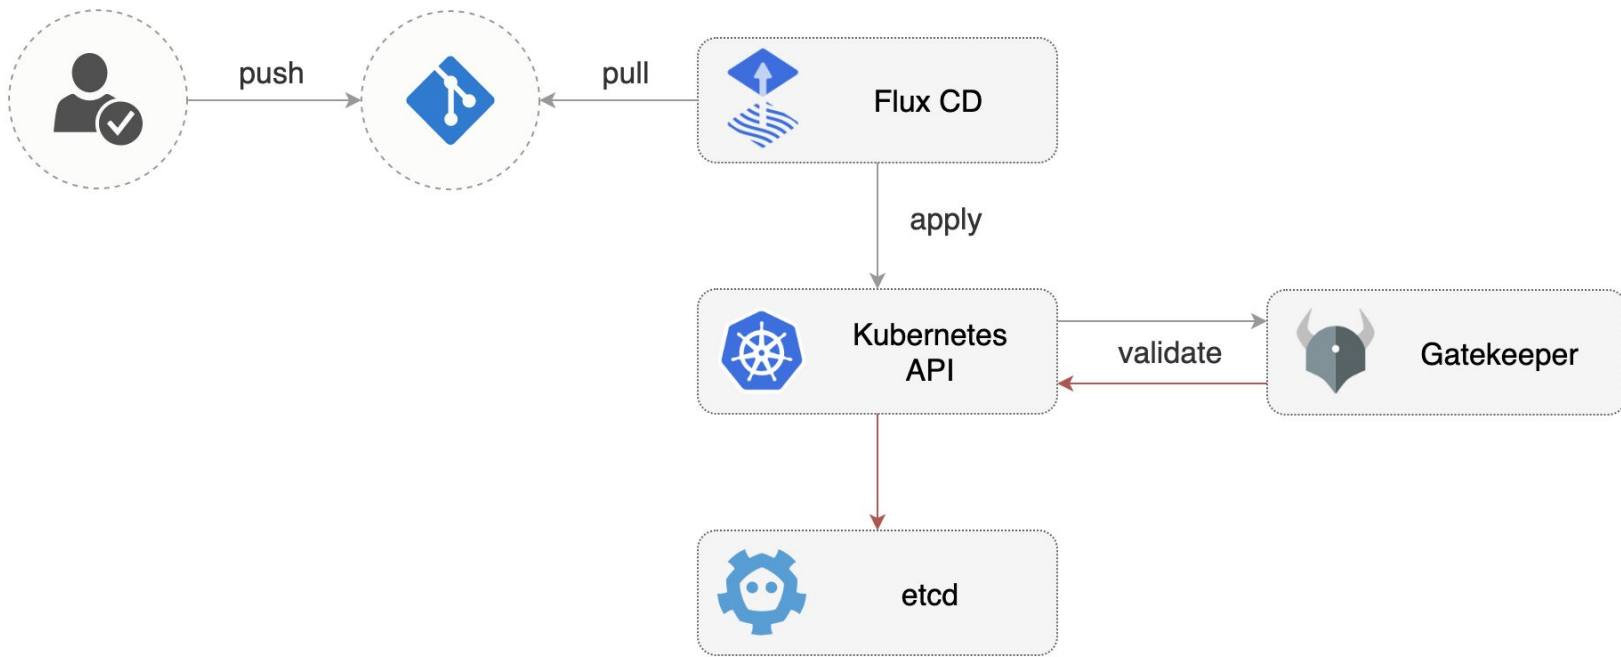 push
pull
Flux CD
apply
Kubernetes
API
validate
Gatekeeper
etcd